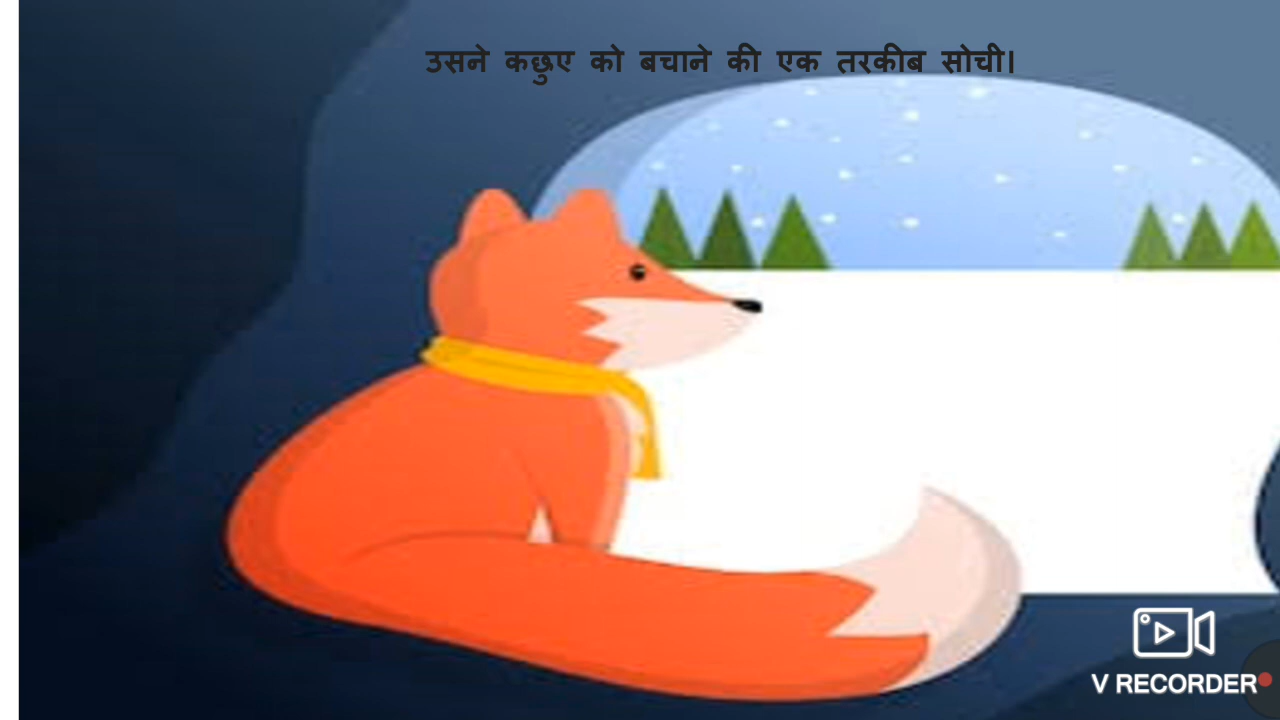 उसने कछुए को बचाने की एक तरकीब सोची।
V RECORDER